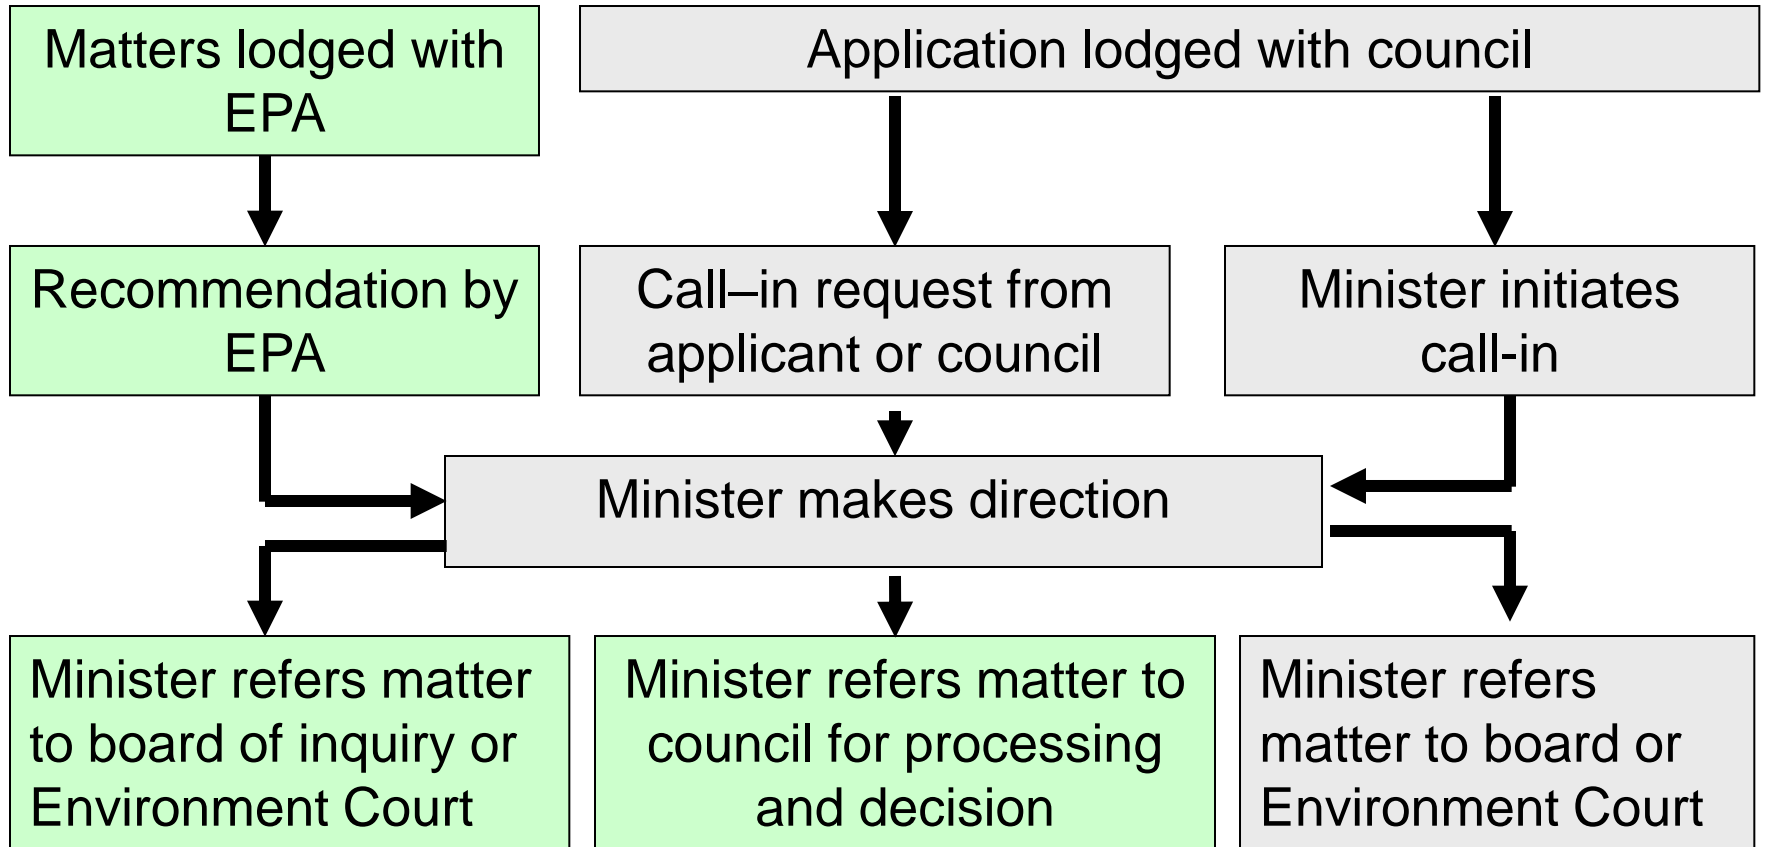 Matters lodged with
EPA
Application lodged with council
Recommendation by
EPA
Call–in request from
applicant or council
Minister initiates
call-in
Minister makes direction
Minister refers matter
to board of inquiry or
Environment Court
Minister refers matter to
council for processing
and decision
Minister refers
matter to board or
Environment Court